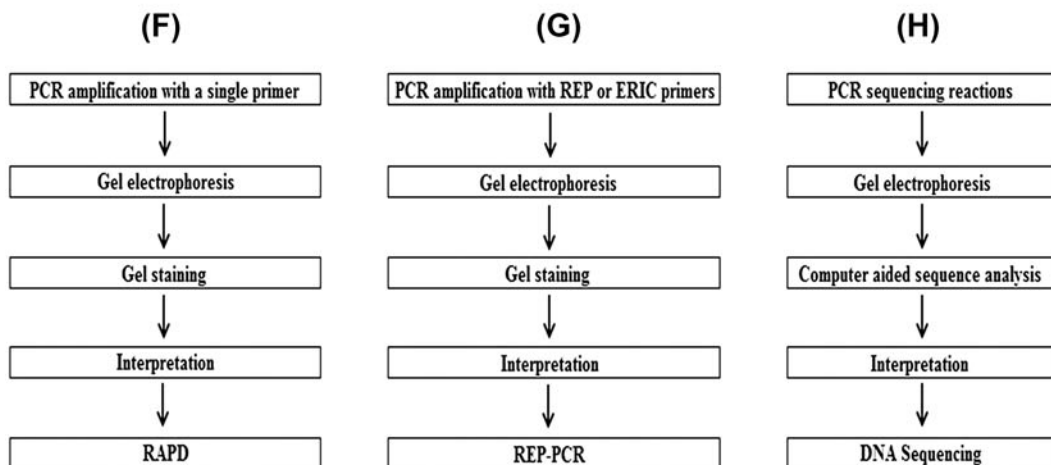 (F)
PCR amplification with a single primer
Gel electrophoresis
Gel staining
Interpretation
RAPD
(G)
PCR amplification with REP or ERIC primers
Gel electrophoresis
Gel staining
Interpretation
REP-PCR
(H)
PCR sequencing reactions
Gel electrophoresis
Computer aided sequence analysis
Interpretation
DNA Sequencing